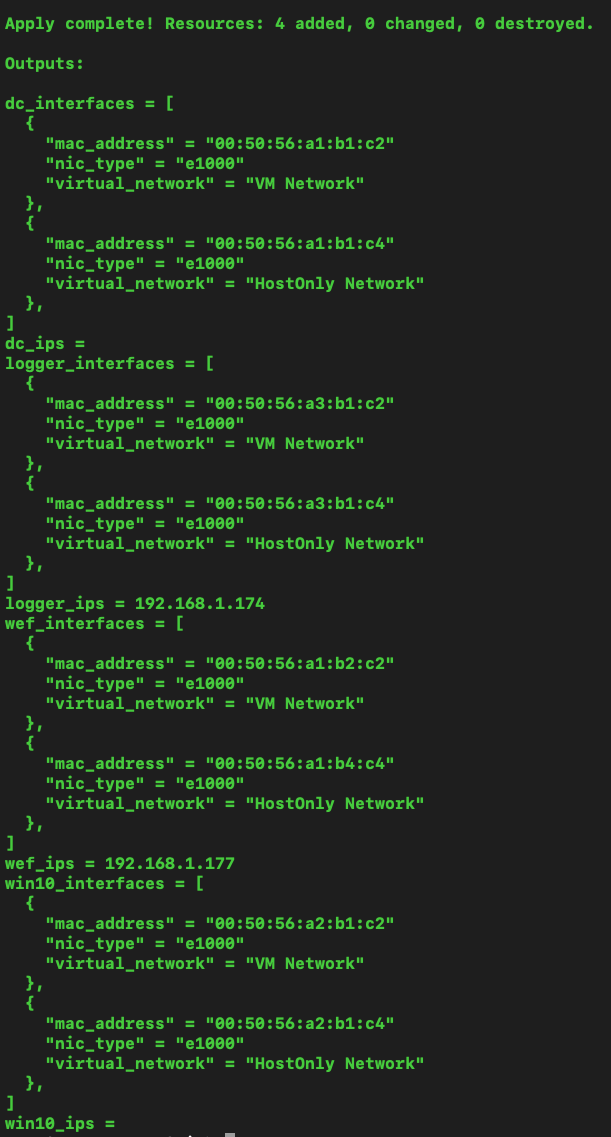 Apply complete! Resources: 4 added, 0 changed, 0 destroyed.
Outputs:
dc_interfaces = [
  {
    "mac_address" = "00:50:56:a1:b1:c2"
    "nic_type" = "e1000"
    "virtual_network" = "VM Network"
  },
  {
    "mac_address" = "00:50:56:a1:b1:c4"
    "nic_type" = "e1000"
    "virtual_network" = "HostOnly Network"
  },
]
dc_ips =
logger_interfaces = [
  {
    "mac_address" = "00:50:56:a3:b1:c2"
    "nic_type" = "e1000"
    "virtual_network" = "VM Network"
  },
  {
    "mac_address" = "00:50:56:a3:b1:c4"
    "nic_type" = "e1000"
    "virtual_network" = "HostOnly Network"
  },
]
logger_ips = 192.168.1.174
wef_interfaces = [
  {
    "mac_address" = "00:50:56:a1:b2:c2"
    "nic_type" = "e1000"
    "virtual_network" = "VM Network"
  },
  {
    "mac_address" = "00:50:56:a1:b4:c4"
    "nic_type" = "e1000"
    "virtual_network" = "HostOnly Network"
  },
]
wef_ips = 192.168.1.177
win10_interfaces = [
  {
    "mac_address" = "00:50:56:a2:b1:c2"
    "nic_type" = "e1000"
    "virtual_network" = "VM Network"
  },
  {
    "mac_address" = "00:50:56:a2:b1:c4"
    "nic_type" = "e1000"
    "virtual_network" = "HostOnly Network"
  },
]
win10_ips =